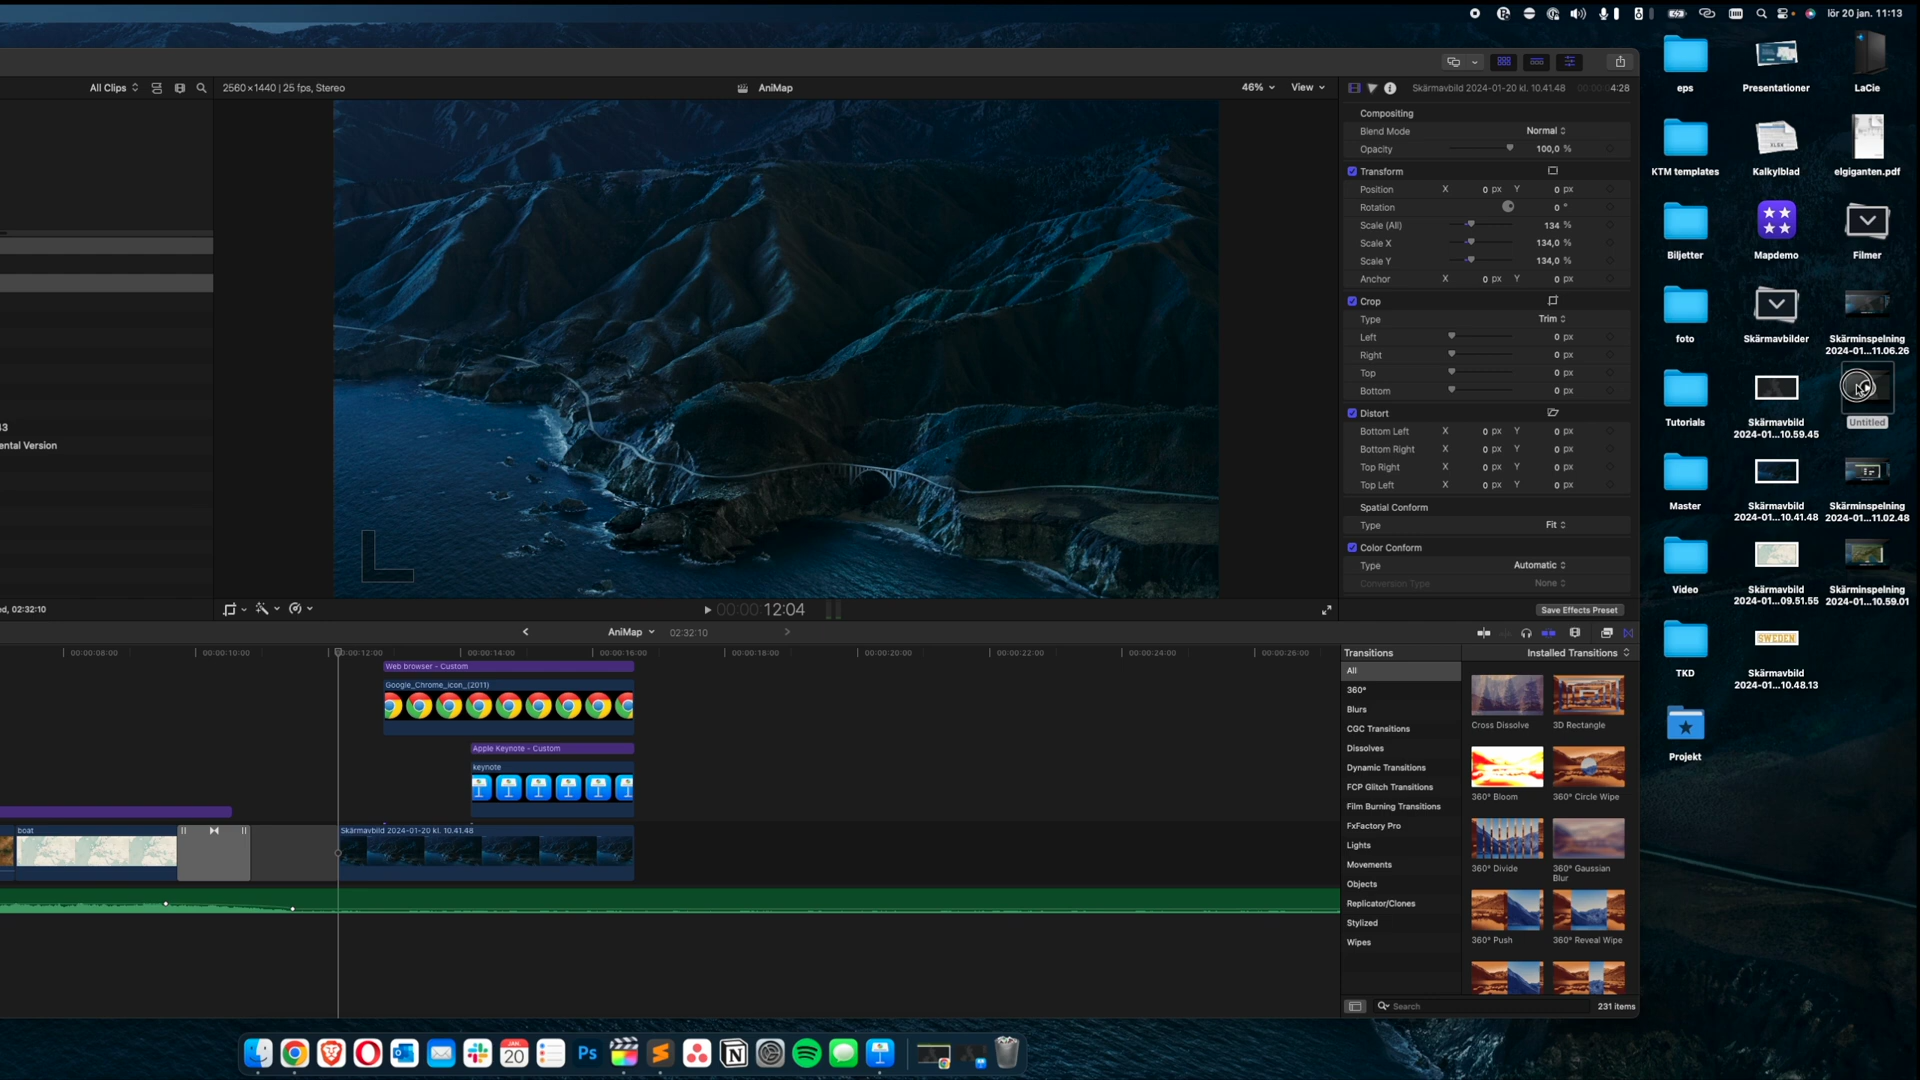 lör 20 jan. 11:13
All Clips
2560×1440 | 25 fps, Stereo
AniMap
46%
View
Skärmavbild 2024-01-20 kl. 10.41.48
4:28
Compositing
Blend Mode
Normal
Opacity
100,0 %
Transform
Position X 0 px Y 0 px
Rotation 0 °
Scale (All) 134 %
Scale X 134,0 %
Scale Y 134,0 %
Anchor X 0 px Y 0 px
Crop
Type Trim
Left 0 px
Right 0 px
Top 0 px
Bottom 0 px
Distort
Bottom Left X 0 px Y 0 px
Bottom Right X 0 px Y 0 px
Top Right X 0 px Y 0 px
Top Left X 0 px Y 0 px
Spatial Conform
Type Fit
Color Conform
Type Automatic
Conversion Type None
Save Effects Preset
eps
Presentationer
LaCie
KTM templates
Kalkylblad
elgiganten.pdf
Biljetter
Mapdemo
Filmer
foto
Skärmavbilder
Skärminspelning
2024-01...11.06.26
Tutorials
Skärmavbild
2024-01...10.59.45
Untitled
Master
Skärmavbild
2024-01...10.41.48
Skärminspelning
2024-01...11.02.48
Video
Skärmavbild
2024-01...09.51.55
Skärminspelning
2024-01...10.59.01
TKD
SWEDEN
Skärmavbild
2024-01...10.48.13
Projekt
13
ental Version
ed, 02:32:10
00:00:12:04
AniMap
02:32:10
00:00:08:00
00:00:10:00
00:00:12:00
00:00:14:00
00:00:16:00
00:00:18:00
00:00:20:00
00:00:22:00
00:00:24:00
00:00:26:00
Web browser - Custom
Google_Chrome_icon_(2011)
Apple Keynote - Custom
keynote
boat
Skärmavbild 2024-01-20 kl. 10.41.48
Transitions
Installed Transitions
All
360°
Blurs
CGC Transitions
Dissolves
Dynamic Transitions
FCP Glitch Transitions
Film Burning Transitions
FxFactory Pro
Lights
Movements
Objects
Replicator/Clones
Stylized
Wipes
Cross Dissolve
3D Rectangle
360° Bloom
360° Circle Wipe
360° Divide
360° Gaussian
Blur
360° Push
360° Reveal Wipe
Search
231 items
JAN.
20
Ps